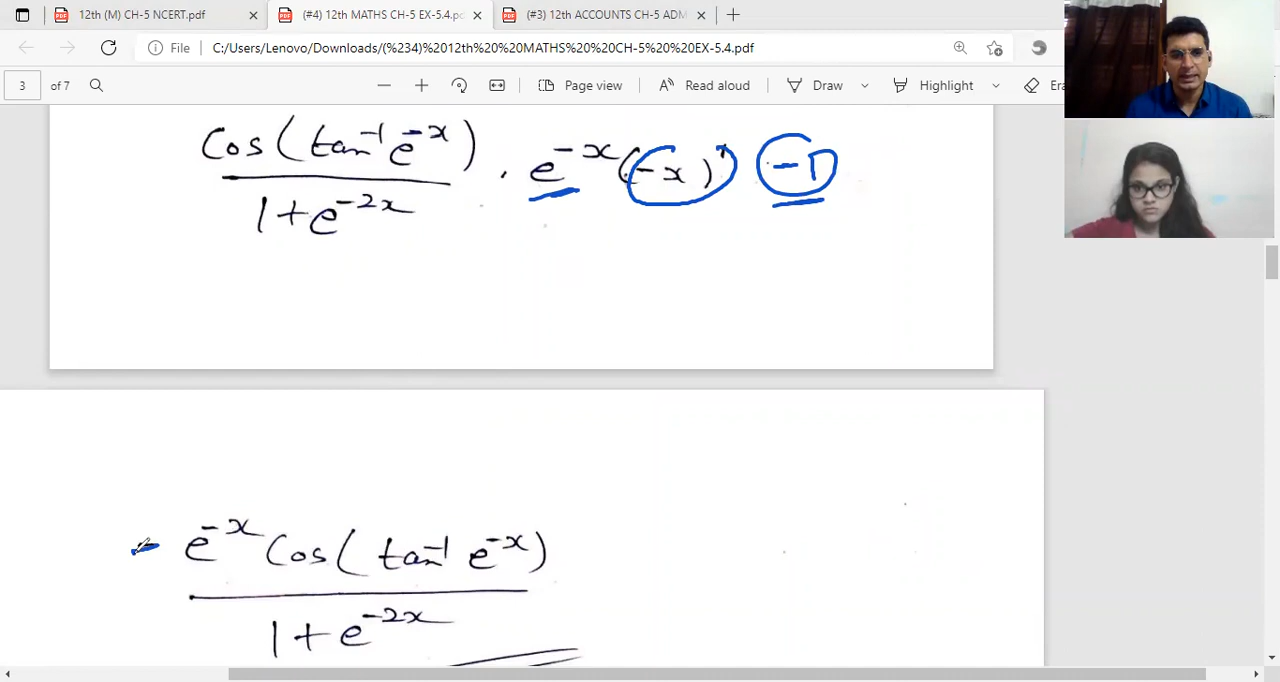 12th (M) CH-5 NCERT.pdf
(#4) 12th MATHS CH-5 EX-5.4.pd
(#3) 12th ACCOUNTS CH-5 ADM
File
C:/Users/Lenovo/Downloads/(%234)%2012th%20%20MATHS%20%20CH-5%20%20EX-5.4.pdf
3 of 7
Page view
Read aloud
Draw
Highlight
Era
Cos(tan⁻¹ e⁻ˣ)
1+e⁻²ˣ
. e⁻ˣ(-x)' -1
- e⁻ˣ Cos(tan⁻¹ e⁻ˣ)
1+e⁻²ˣ